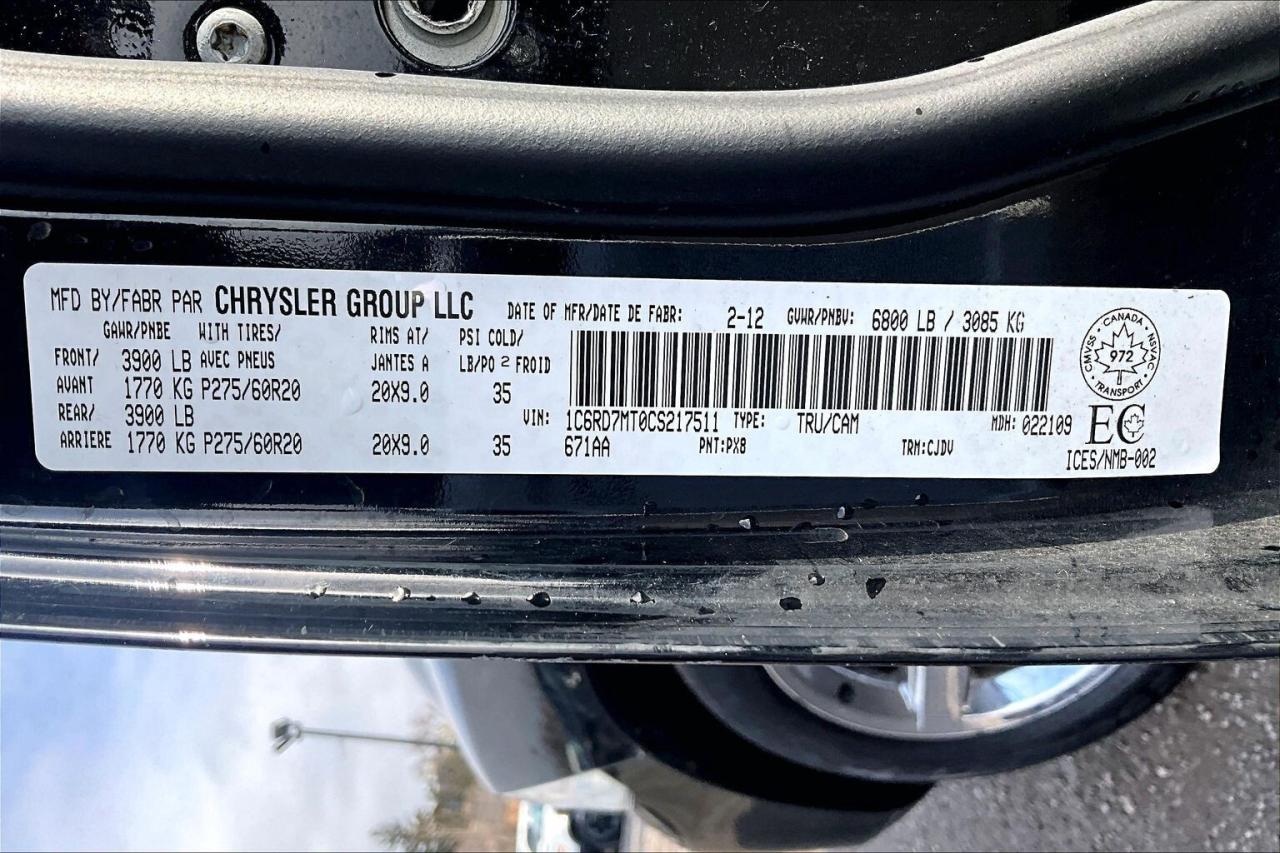 MFD BY/FABR PAR CHRYSLER GROUP LLC DATE OF MFR/DATE DE FABR: 2-12 GVWR/PNBV: 6800 LB / 3085 KG
GAWR/PNBE WITH TIRES/ RIMS AT/ PSI COLD/
FRONT/ 3900 LB AVEC PNEUS JANTES A LB/PO 2 FROID
AVANT 1770 KG P275/60R20 20X9.0 35
REAR/ 3900 LB VIN: 1C6RD7MT0CS217511 TYPE: TRU/CAM MDH: 022109
ARRIERE 1770 KG P275/60R20 20X9.0 35 671AA PNT:PX8 TRM:CJDV
CANADA
CMVSS NSVAC
972
TRANSPORT
EC
ICES/NMB-002